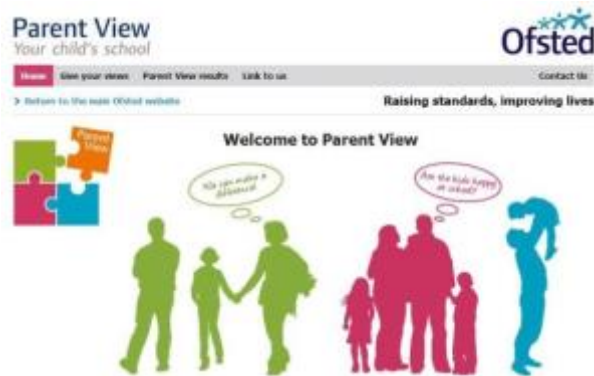 Parent View
Your child's school
Ofsted
Home Give your views Parent View results Link to us Contact Us
> Return to the main Ofsted website
Raising standards, improving lives
Parent
View
Welcome to Parent View
We can make a
difference!
Are the kids happy
at school?